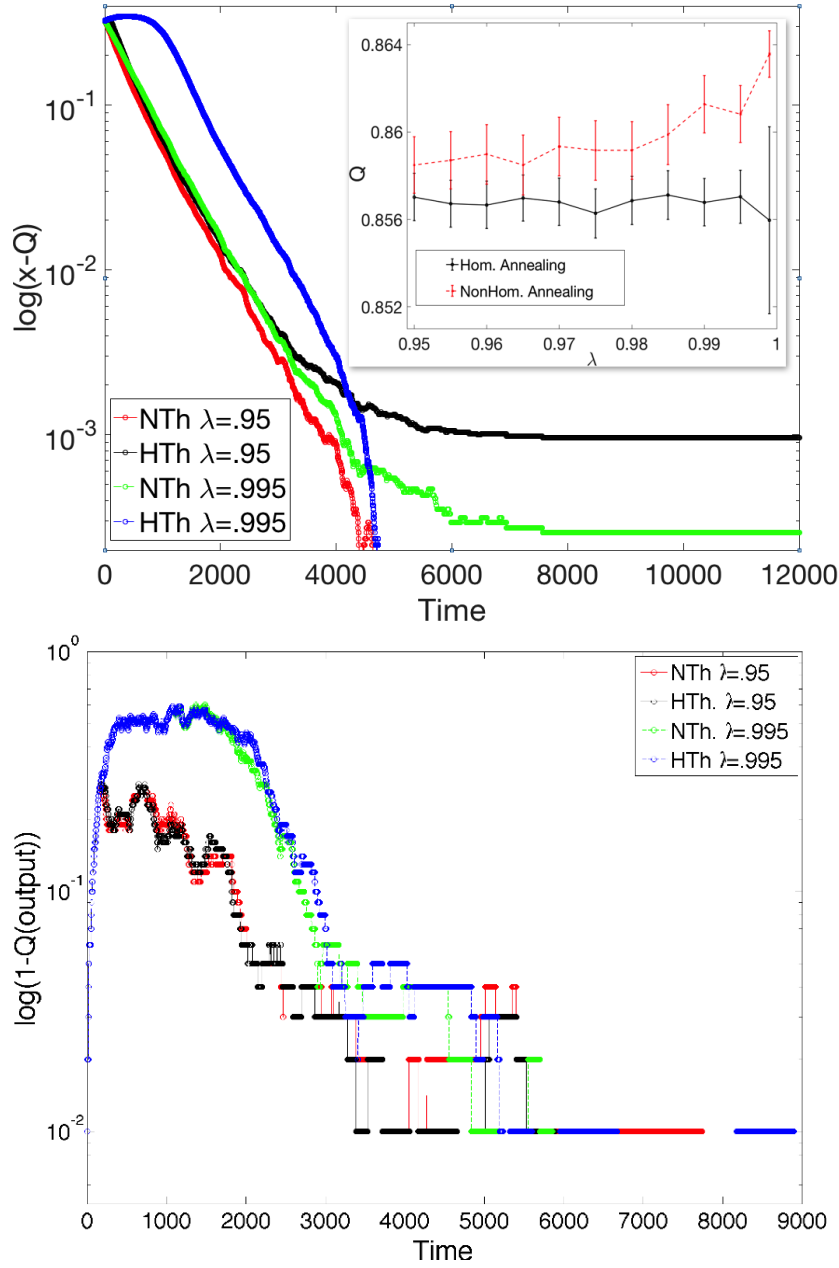 log(x-Q)
10^{-1}
10^{-2}
10^{-3}
0 2000 4000 6000 8000 10000 12000
Time
NTh λ=.95
HTh λ=.95
NTh λ=.995
HTh λ=.995
Q
0.864
0.86
0.856
0.852
0.95 0.96 0.97 0.98 0.99 1
λ
Hom. Annealing
NonHom. Annealing
log(1-Q(output))
10^{0}
10^{-1}
10^{-2}
0 1000 2000 3000 4000 5000 6000 7000 8000 9000
Time
NTh λ=.95
HTh. λ=.95
NTh. λ=.995
HTh λ=.995